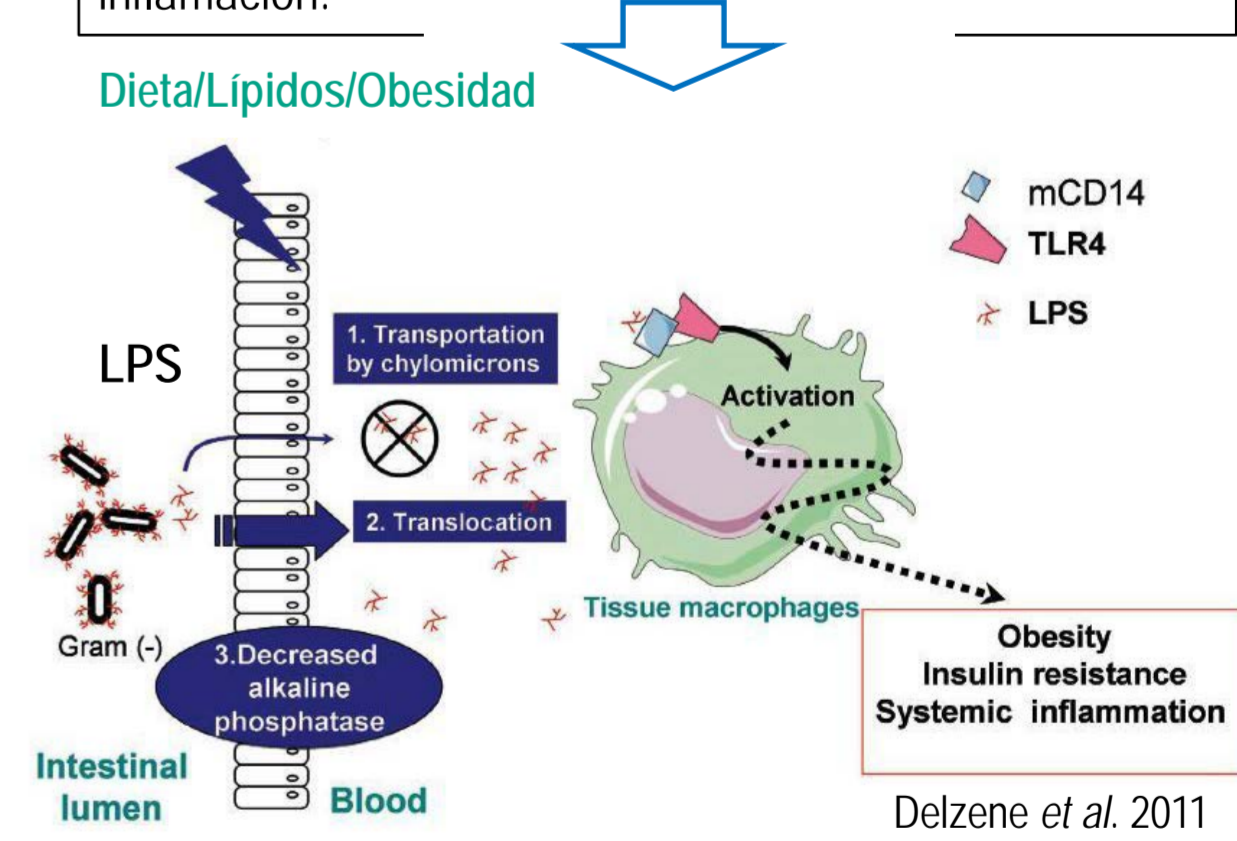 inflamación.
Dieta/Lípidos/Obesidad
mCD14
TLR4
LPS
LPS
1. Transportation
by chylomicrons
Activation
2. Translocation
Gram (-)
Tissue macrophages
3.Decreased
alkaline
phosphatase
Obesity
Insulin resistance
Systemic inflammation
Intestinal
lumen
Blood
Delzene et al. 2011